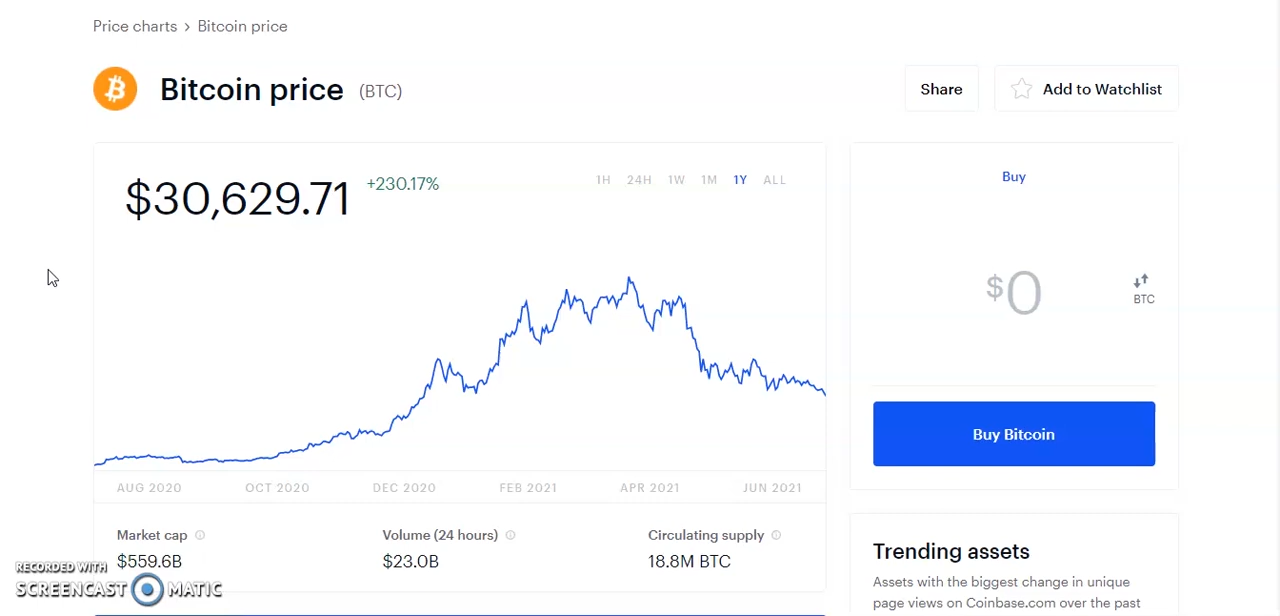 Price charts › Bitcoin price
Bitcoin price (BTC)
Share
Add to Watchlist
$30,629.71 +230.17%
1H 24H 1W 1M 1Y ALL
Buy
$0
BTC
Buy Bitcoin
AUG 2020 OCT 2020 DEC 2020 FEB 2021 APR 2021 JUN 2021
Market cap Volume (24 hours) Circulating supply
$559.6B $23.0B 18.8M BTC
Trending assets
Assets with the biggest change in unique
page views on Coinbase.com over the past
RECORDED WITH
SCREENCAST MATIC